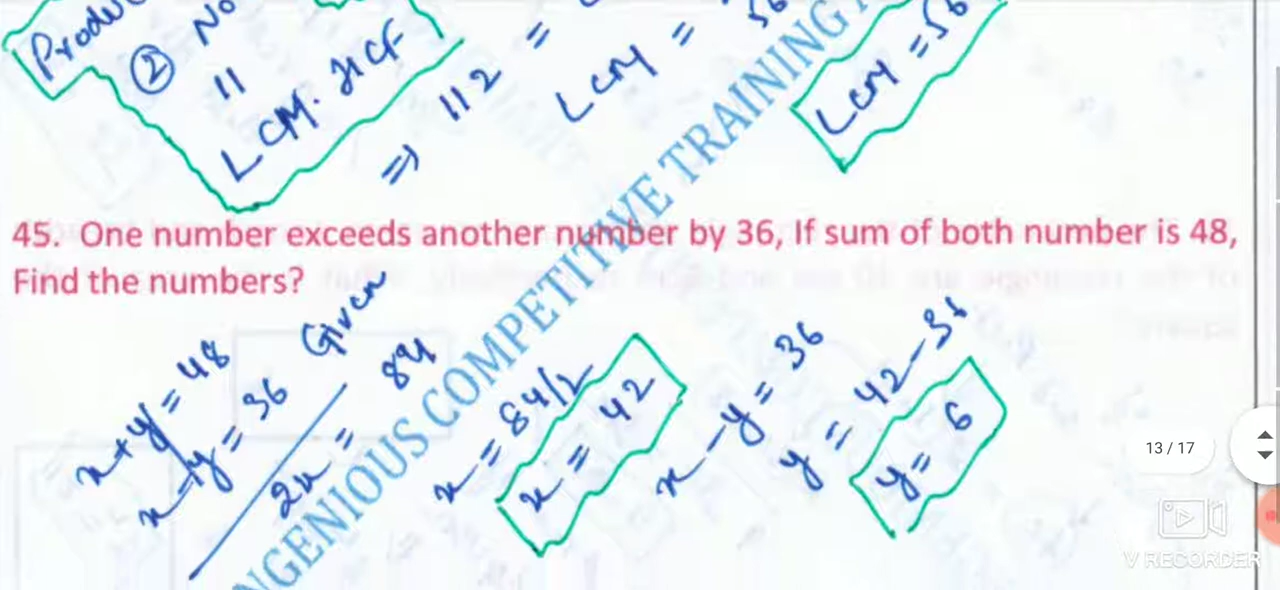 Produ
② No
=
LCM. HCF
⇒ 112 =
LCM = 56
LCM = 56
45. One number exceeds another number by 36, If sum of both number is 48,
Find the numbers?
x+y = 48
x-y = 36 Given
2x = 84
x = 84/2
x = 42
x - y = 36
y = 42-36
y = 6
INGENIOUS COMPETITIVE TRAINING
13 / 17
V RECORDER